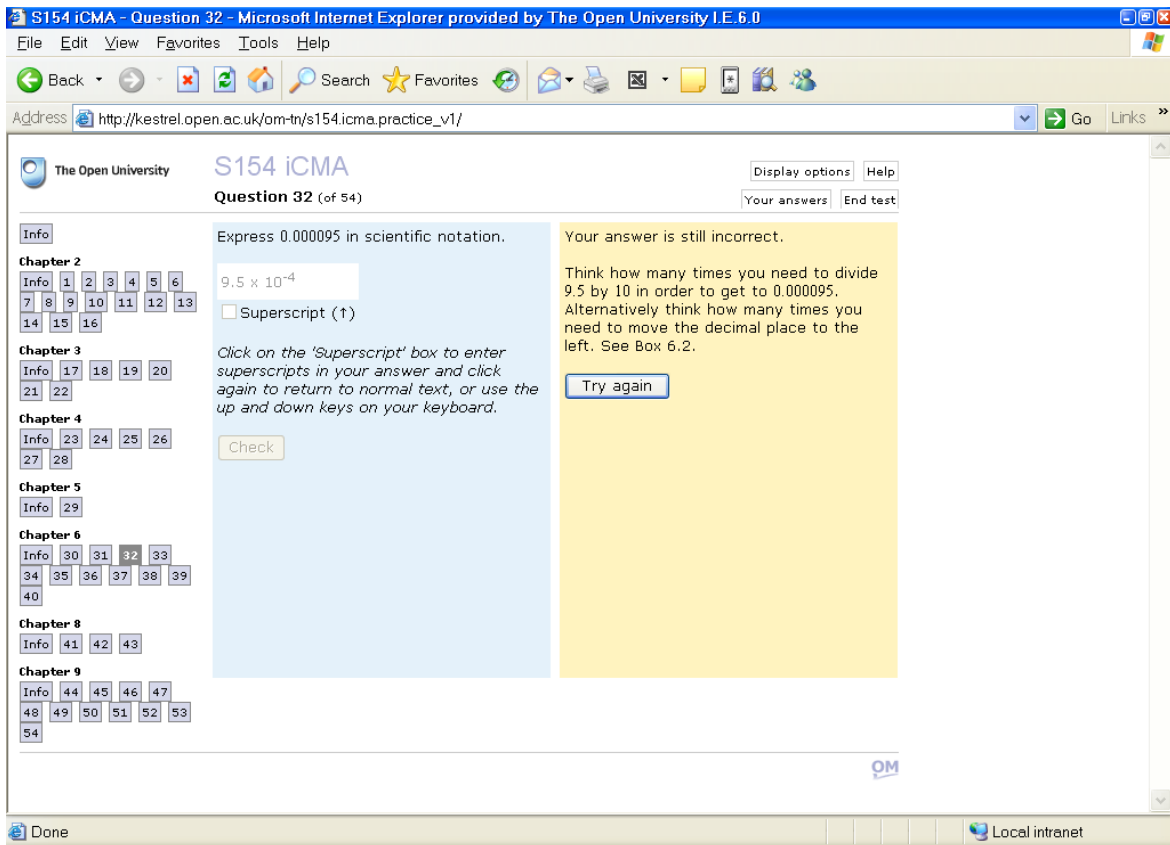 S154 iCMA - Question 32 - Microsoft Internet Explorer provided by The Open University I.E.6.0
File Edit View Favorites Tools Help
Back Search Favorites
Address http://kestrel.open.ac.uk/om-tn/s154.icma.practice_v1/ Go Links »
The Open University
S154 iCMA
Question 32 (of 54)
Display options Help
Your answers End test
Info
Chapter 2
Info 1 2 3 4 5 6
7 8 9 10 11 12 13
14 15 16
Chapter 3
Info 17 18 19 20
21 22
Chapter 4
Info 23 24 25 26
27 28
Chapter 5
Info 29
Chapter 6
Info 30 31 32 33
34 35 36 37 38 39
40
Chapter 8
Info 41 42 43
Chapter 9
Info 44 45 46 47
48 49 50 51 52 53
54
Express 0.000095 in scientific notation.
9.5 x 10⁻⁴
Superscript (↑)
Click on the 'Superscript' box to enter
superscripts in your answer and click
again to return to normal text, or use the
up and down keys on your keyboard.
Check
Your answer is still incorrect.
Think how many times you need to divide
9.5 by 10 in order to get to 0.000095.
Alternatively think how many times you
need to move the decimal place to the
left. See Box 6.2.
Try again
OM
Done
Local intranet